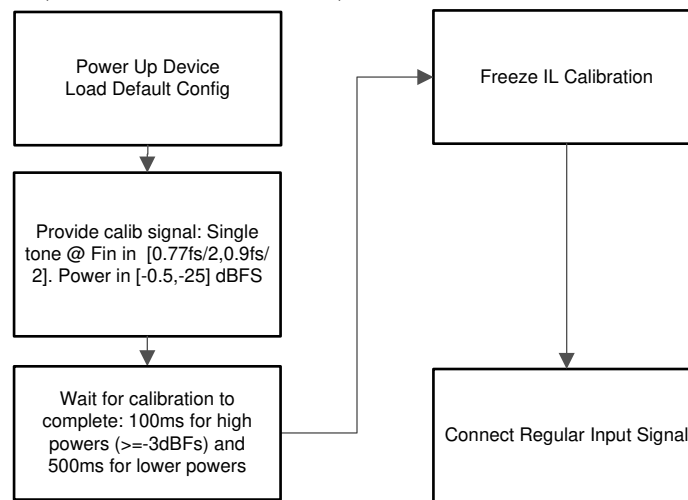 Power Up Device
Load Default Config
Provide calib signal: Single
tone @ Fin in [0.77fs/2,0.9fs/
2]. Power in [-0.5,-25] dBFS
Wait for calibration to
complete: 100ms for high
powers (>=-3dBFs) and
500ms for lower powers
Freeze IL Calibration
Connect Regular Input Signal